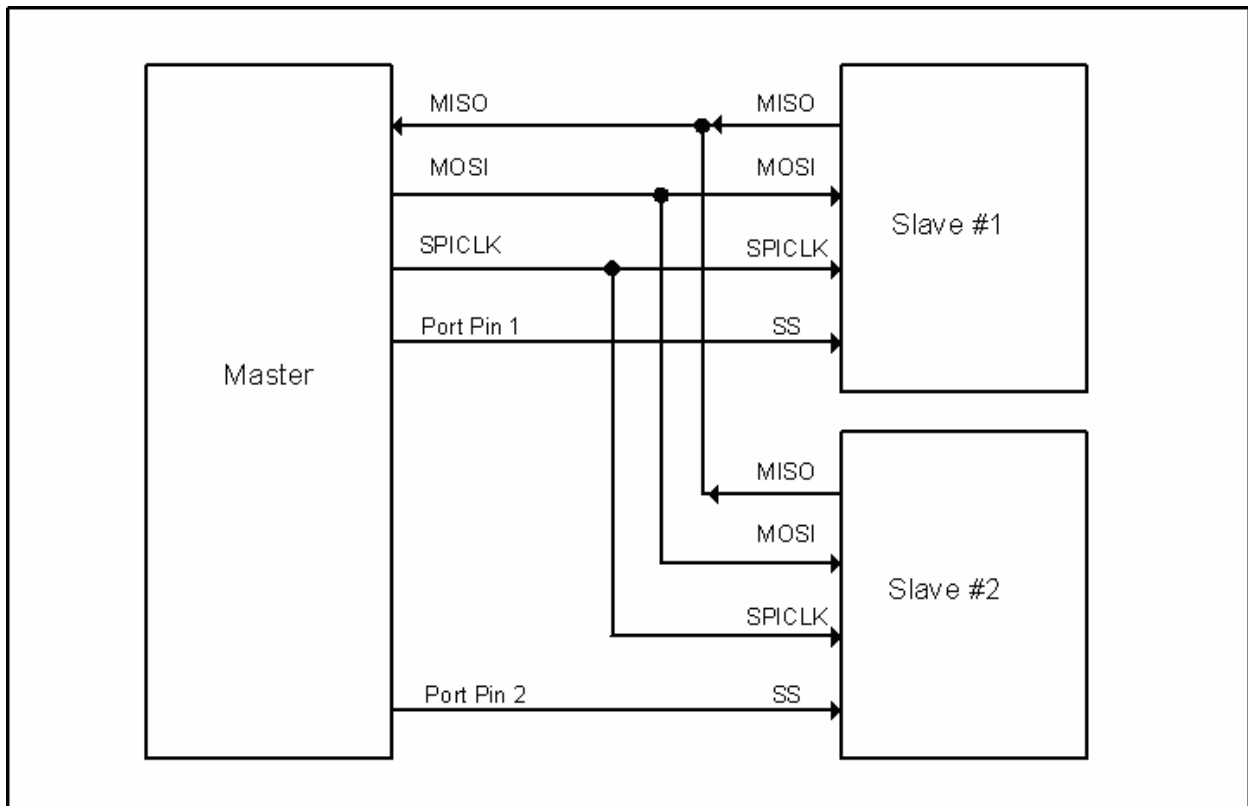 MISO MISO
MOSI MOSI
SPICLK SPICLK
Port Pin 1 SS
Slave #1
Master
MISO
MOSI
SPICLK
Slave #2
Port Pin 2 SS